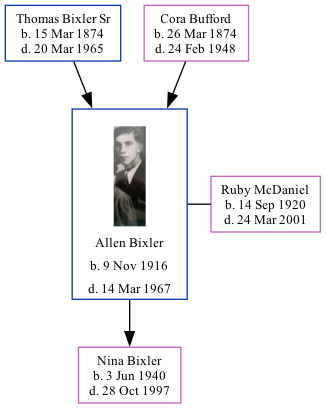 Thomas Bixler Sr
b. 15 Mar 1874
d. 20 Mar 1965
Cora Bufford
b. 26 Mar 1874
d. 24 Feb 1948
Allen Bixler
b. 9 Nov 1916
d. 14 Mar 1967
Ruby McDaniel
b. 14 Sep 1920
d. 24 Mar 2001
Nina Bixler
b. 3 Jun 1940
d. 28 Oct 1997